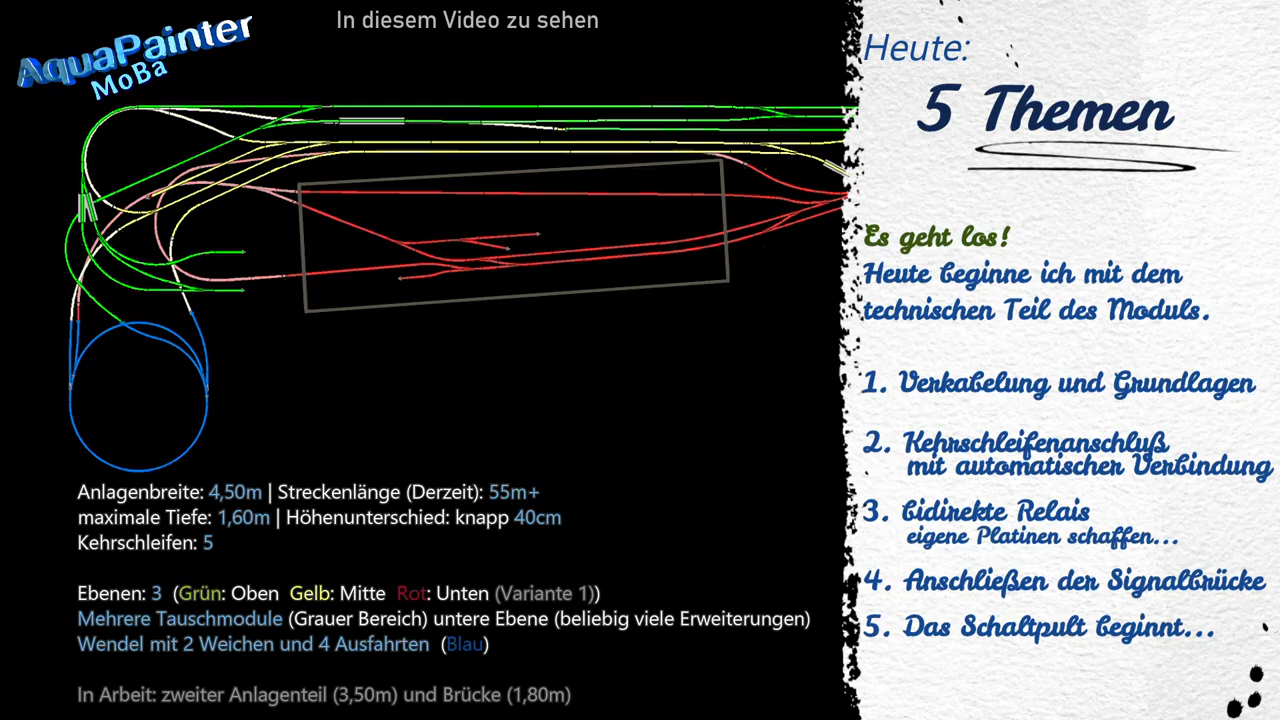 AquaPainter
MoBa
In diesem Video zu sehen
Anlagenbreite: 4,50m | Streckenlänge (Derzeit): 55m+
maximale Tiefe: 1,60m | Höhenunterschied: knapp 40cm
Kehrschleifen: 5
Ebenen: 3 (Grün: Oben Gelb: Mitte Rot: Unten (Variante 1))
Mehrere Tauschmodule (Grauer Bereich) untere Ebene (beliebig viele Erweiterungen)
Wendel mit 2 Weichen und 4 Ausfahrten (Blau)
In Arbeit: zweiter Anlagenteil (3,50m) und Brücke (1,80m)
Heute:
5 Themen
Es geht los!
Heute beginne ich mit dem
technischen Teil des Moduls.
1. Verkabelung und Grundlagen
2. Kehrschleifenanschluß
mit automatischer Verbindung
3. bidirekte Relais
eigene Platinen schaffen...
4. Anschließen der Signalbrücke
5. Das Schaltpult beginnt...